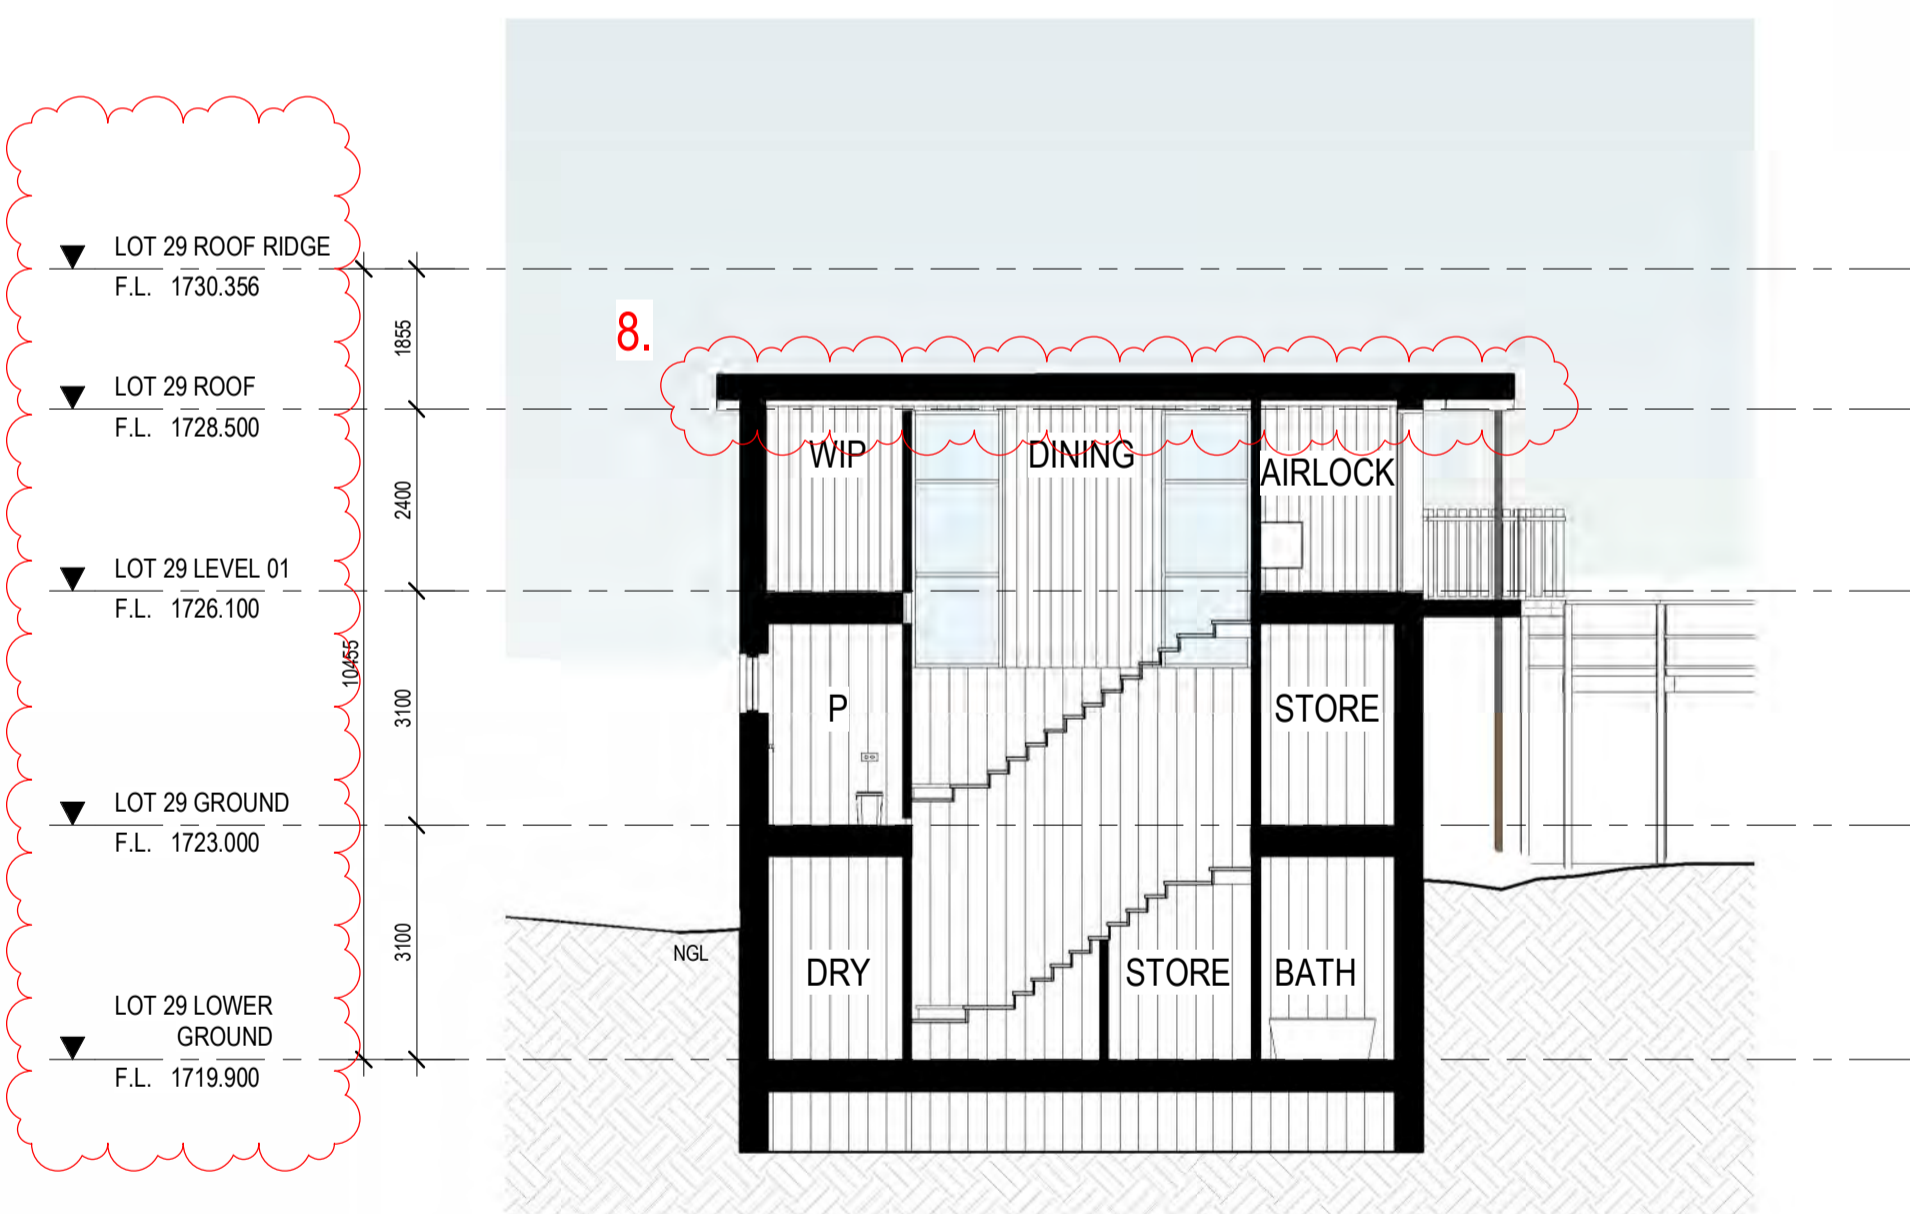 LOT 29 ROOF RIDGE
F.L. 1730.356
1855
8.
LOT 29 ROOF
F.L. 1728.500
WIP
DINING
AIRLOCK
2400
LOT 29 LEVEL 01
F.L. 1726.100
10455
3100
P
STORE
LOT 29 GROUND
F.L. 1723.000
3100
NGL
DRY
STORE
BATH
LOT 29 LOWER
GROUND
F.L. 1719.900